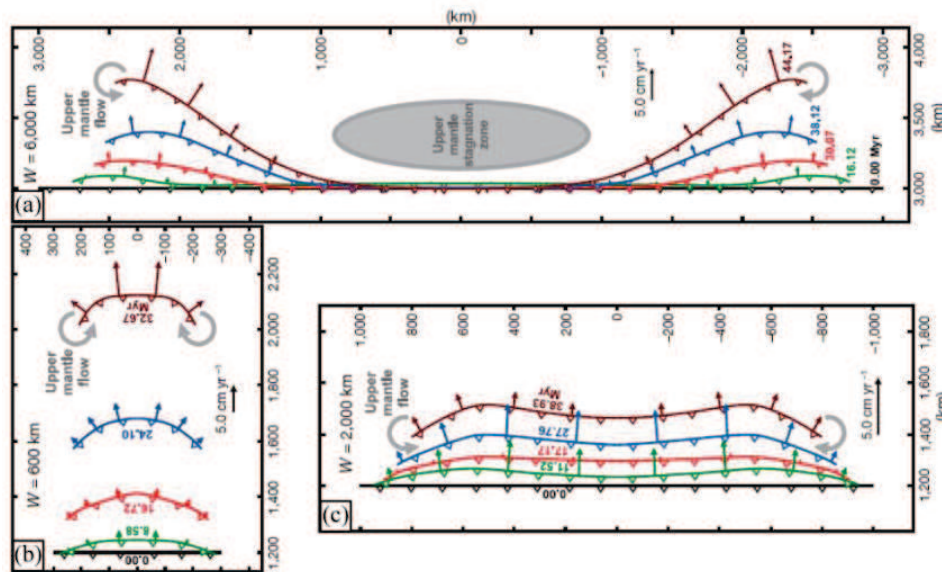 (km)
3,000
2,000
1,000
0
−1,000
−2,000
−3,000
W = 6,000 km
Upper
mantle
flow
Upper mantle
stagnation
zone
5.0 cm yr⁻¹
44.17
38.12
30.07
16.12
0.00 Myr
4,000
3,500
3,000
(km)
(a)
400
300
200
100
0
−100
−200
−300
−400
W = 600 km
Upper
mantle
flow
32.67
Myr
24.10
16.72
8.58
0.00
5.0 cm yr⁻¹
2,200
2,000
1,800
1,600
1,400
1,200
(b)
1,000
800
600
400
200
0
−200
−400
−600
−800
−1,000
W = 2,000 km
Upper
mantle
flow
38.93
Myr
27.76
17.17
11.52
0.00
5.0 cm yr⁻¹
1,800
1,600
1,400
1,200
(km)
(c)